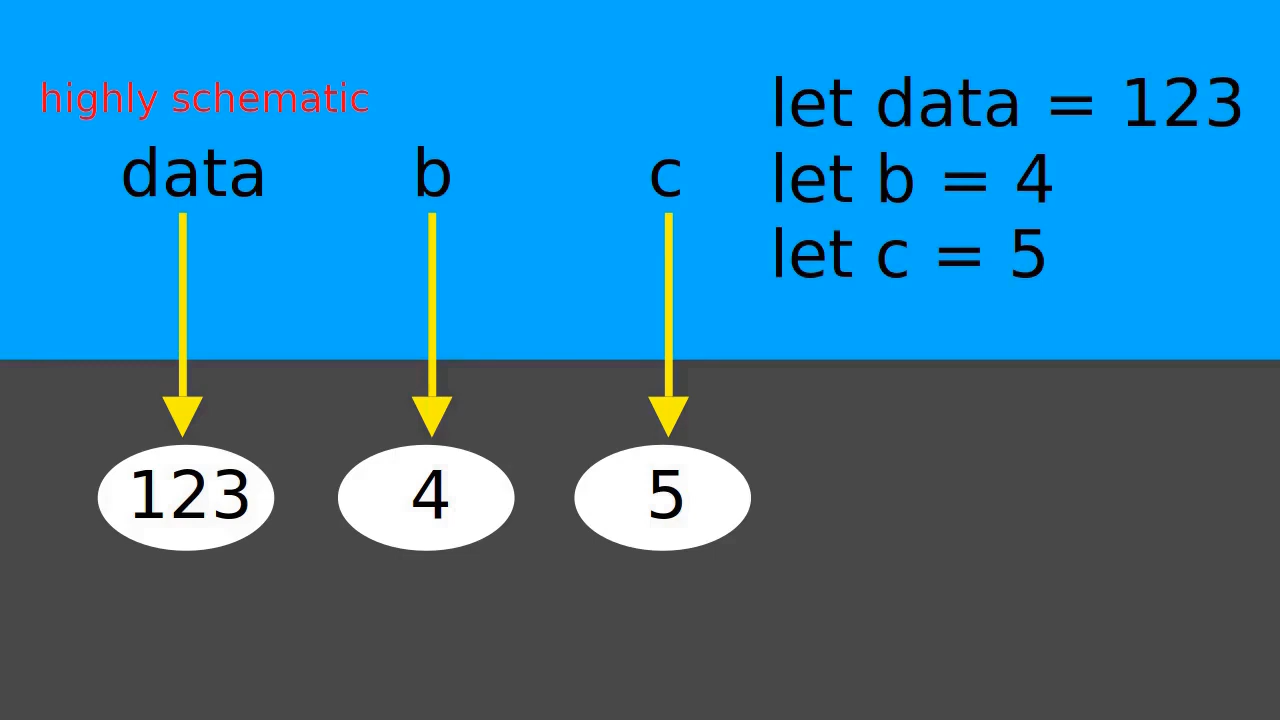 highly schematic
data b c
let data = 123
let b = 4
let c = 5
123 4 5